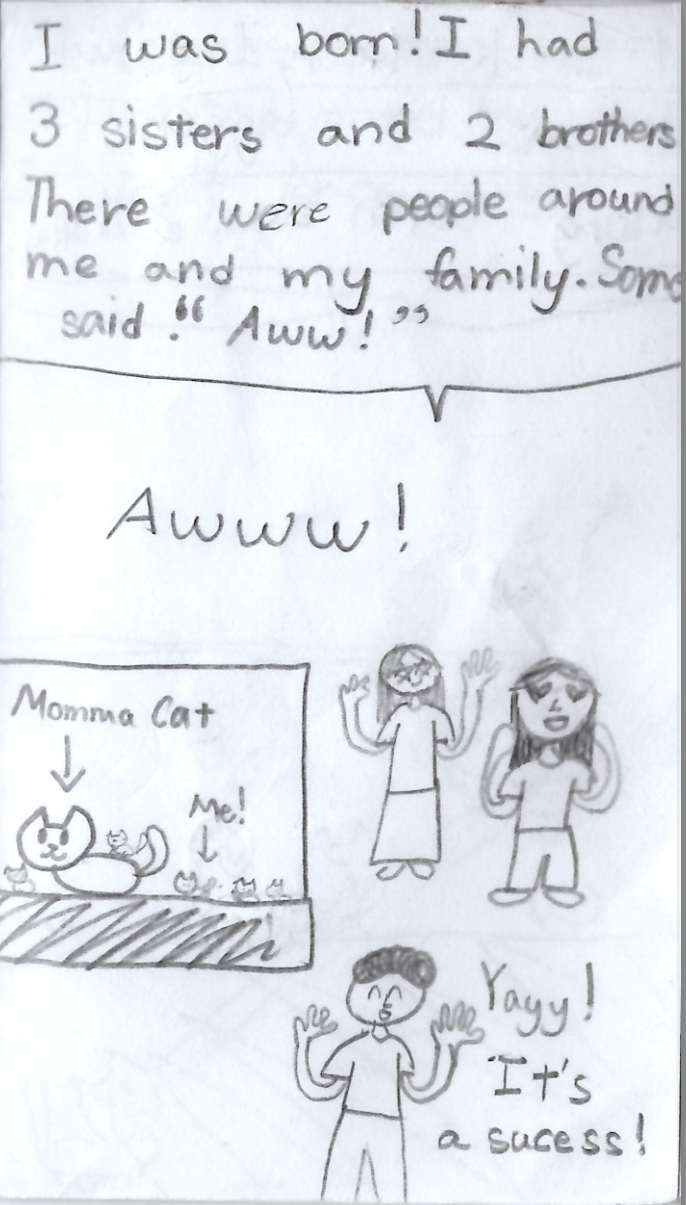 I was born! I had
3 sisters and 2 brothers
There were people around
me and my family. Some
said "Aww!"
Awww!
Momma Cat
Me!
Yayy!
It's
a sucess!